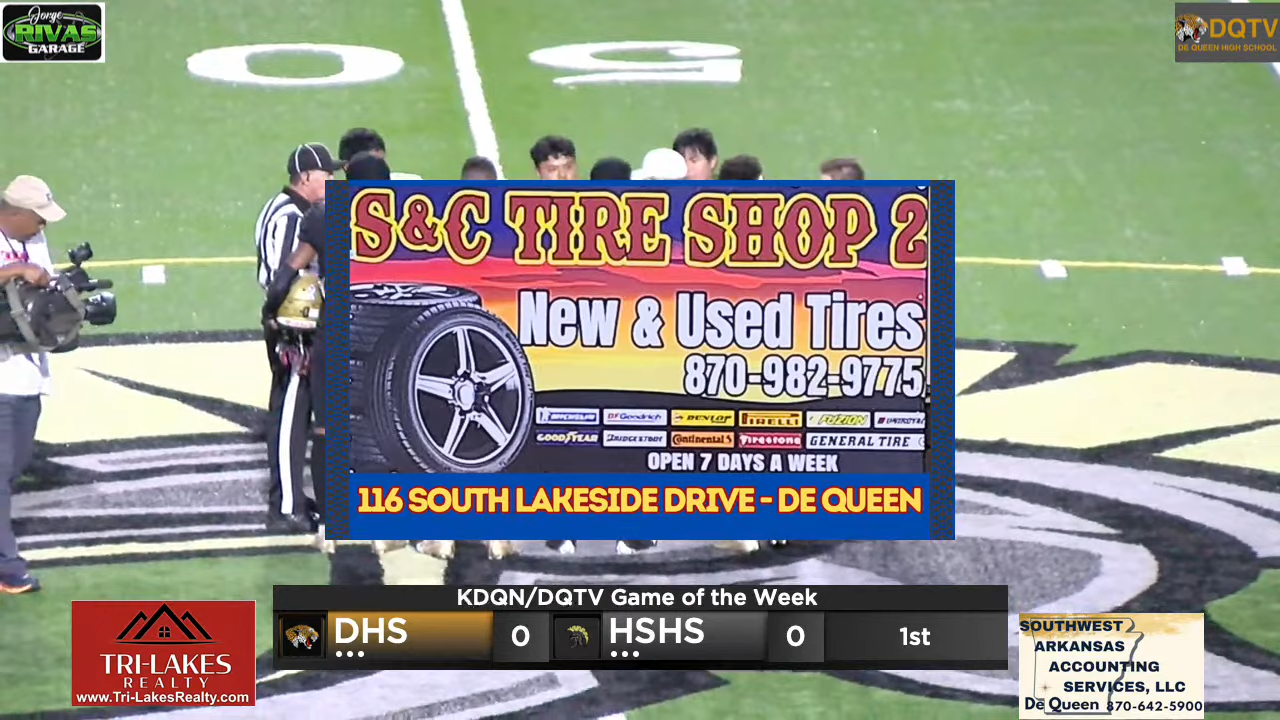 Jorge
RIVAS
GARAGE
DQTV
DE QUEEN HIGH SCHOOL
50
S&C TIRE SHOP 2
New & Used Tires
870-982-9775
MICHELIN BFGoodrich DUNLOP PIRELLI FUZION
GOODYEAR BRIDGESTONE Continental Firestone GENERAL TIRE
OPEN 7 DAYS A WEEK
116 SOUTH LAKESIDE DRIVE - DE QUEEN
KDQN/DQTV Game of the Week
DHS 0 HSHS 0 1st
TRI-LAKES
REALTY
www.Tri-LakesRealty.com
SOUTHWEST
ARKANSAS
ACCOUNTING
SERVICES, LLC
De Queen 870-642-5900